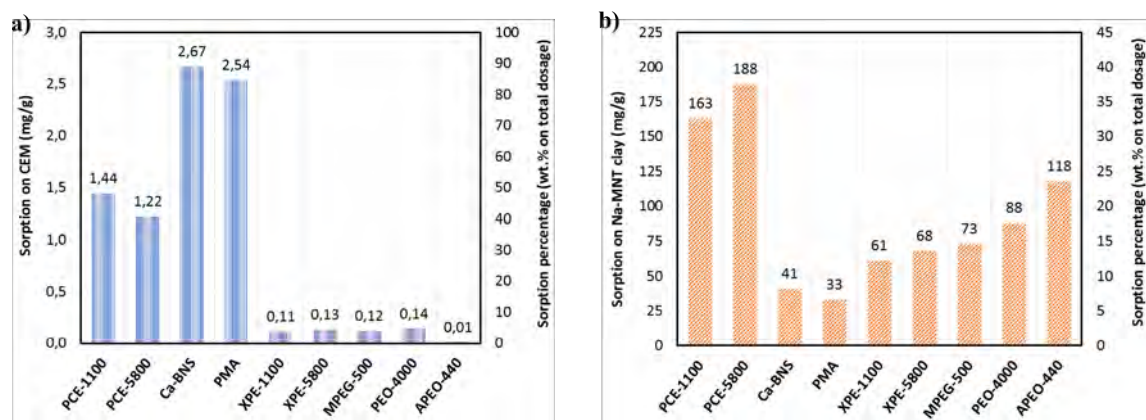 a)
Sorption on CEM (mg/g)
3,0
2,5
2,0
1,5
1,0
0,5
0,0
1,44
1,22
2,67
2,54
0,11
0,13
0,12
0,14
0,01
100
90
80
70
60
50
40
30
20
10
0
Sorption percentage (wt.% on total dosage)
PCE-1100
PCE-5800
Ca-BNS
PMA
XPE-1100
XPE-5800
MPEG-500
PEO-4000
APEO-440
b)
Sorption on Na-MNT clay (mg/g)
225
200
175
150
125
100
75
50
25
0
163
188
41
33
61
68
73
88
118
45
40
35
30
25
20
15
10
5
0
Sorption percentage (wt.% on total dosage)
PCE-1100
PCE-5800
Ca-BNS
PMA
XPE-1100
XPE-5800
MPEG-500
PEO-4000
APEO-440